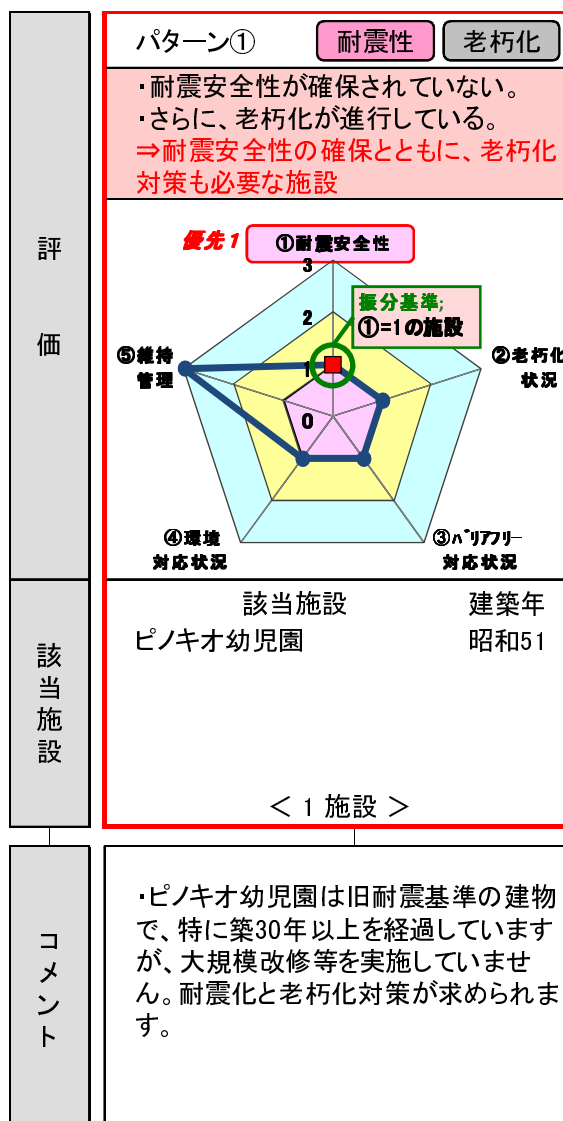 評価
パターン①
耐震性
老朽化
・耐震安全性が確保されていない。
・さらに、老朽化が進行している。
⇒耐震安全性の確保とともに、老朽化
対策も必要な施設
優先1
①耐震安全性
3
2
1
0
振分基準;
①=1の施設
②老朽化
状況
③バリアフリー
対応状況
④環境
対応状況
⑤維持
管理
該当施設
該当施設 建築年
ピノキオ幼児園 昭和51
＜ 1 施設 ＞
コメント
・ピノキオ幼児園は旧耐震基準の建物
で、特に築30年以上を経過しています
が、大規模改修等を実施していませ
ん。耐震化と老朽化対策が求められま
す。